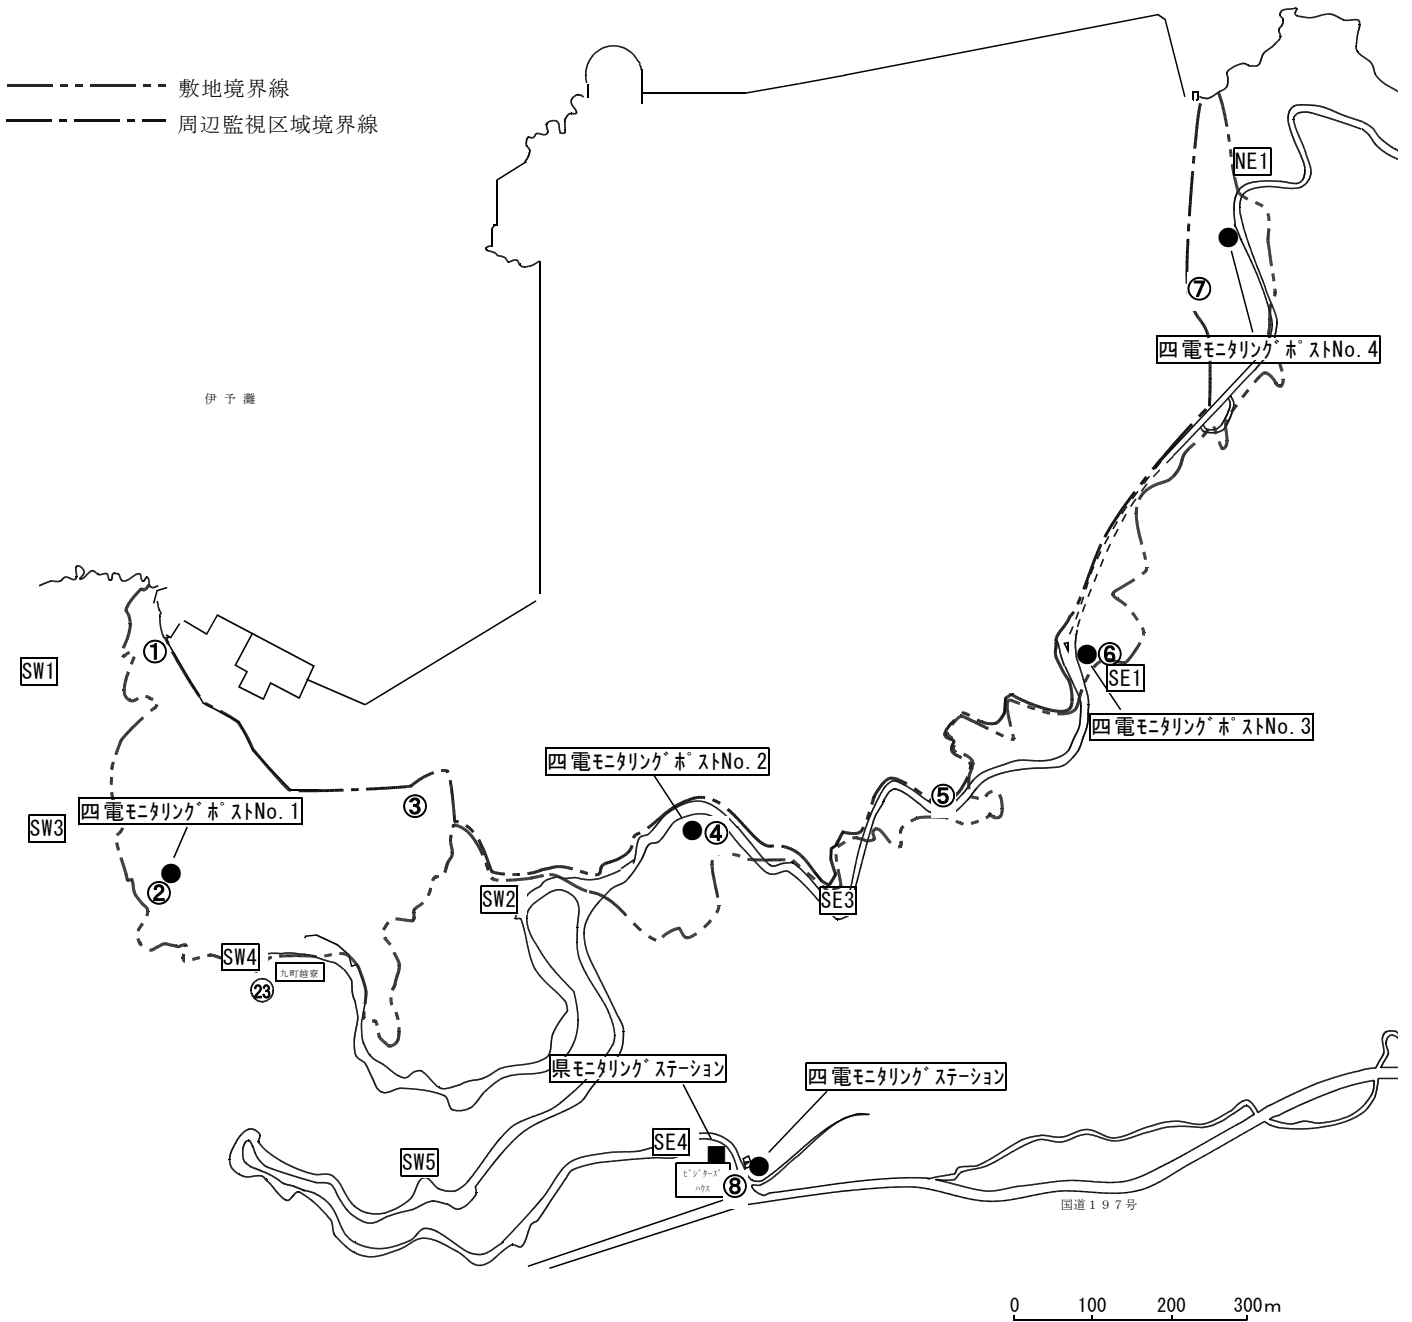 敷地境界線
周辺監視区域境界線
NE1
⑦
四電モニタリングポストNo.4
伊予灘
①
SW1
⑥
SE1
四電モニタリングポストNo.3
四電モニタリングポストNo.2
四電モニタリングポストNo.1
③
⑤
SW3
④
②
SW2
SE3
SW4
九町越寮
㉓
県モニタリングステーション
四電モニタリングステーション
SE4
SW5
ビジターズ
ハウス
⑧
国道197号
0 100 200 300m